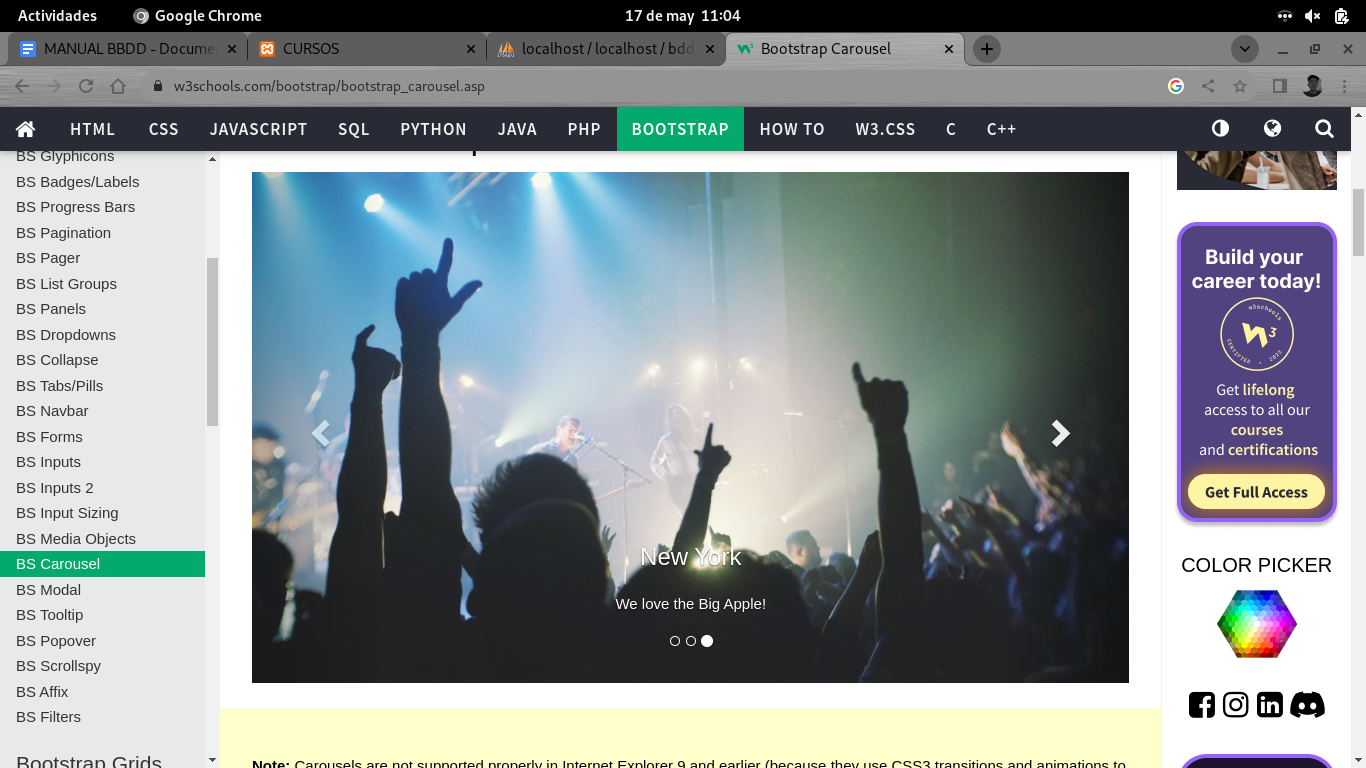 Actividades
Google Chrome
17 de may 11:04
MANUAL BBDD - Docume
CURSOS
localhost / localhost / bdd
Bootstrap Carousel
w3schools.com/bootstrap/bootstrap_carousel.asp
HTML
CSS
JAVASCRIPT
SQL
PYTHON
JAVA
PHP
BOOTSTRAP
HOW TO
W3.CSS
C
C++
BS Glyphicons
BS Badges/Labels
BS Progress Bars
BS Pagination
BS Pager
BS List Groups
BS Panels
BS Dropdowns
BS Collapse
BS Tabs/Pills
BS Navbar
BS Forms
BS Inputs
BS Inputs 2
BS Input Sizing
BS Media Objects
BS Carousel
BS Modal
BS Tooltip
BS Popover
BS Scrollspy
BS Affix
BS Filters
Bootstrap Grids
New York
We love the Big Apple!
Note: Carousels are not supported properly in Internet Explorer 9 and earlier (because they use CSS3 transitions and animations to
Build your
career today!
w3schools
CERTIFIED . 2023
Get lifelong
access to all our
courses
and certifications
Get Full Access
COLOR PICKER